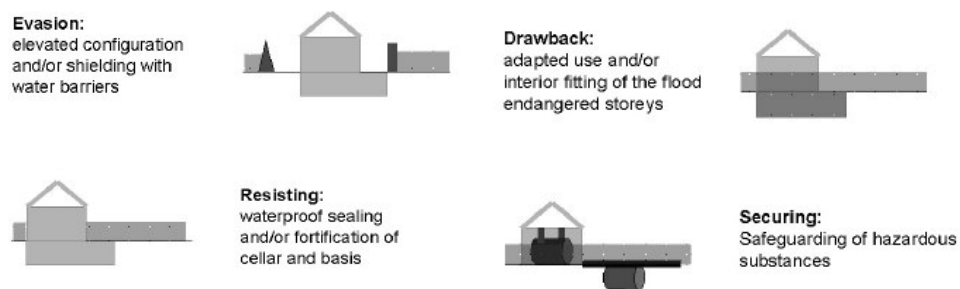 Evasion:
elevated configuration
and/or shielding with
water barriers
Drawback:
adapted use and/or
interior fitting of the flood
endangered storeys
Resisting:
waterproof sealing
and/or fortification of
cellar and basis
Securing:
Safeguarding of hazardous
substances